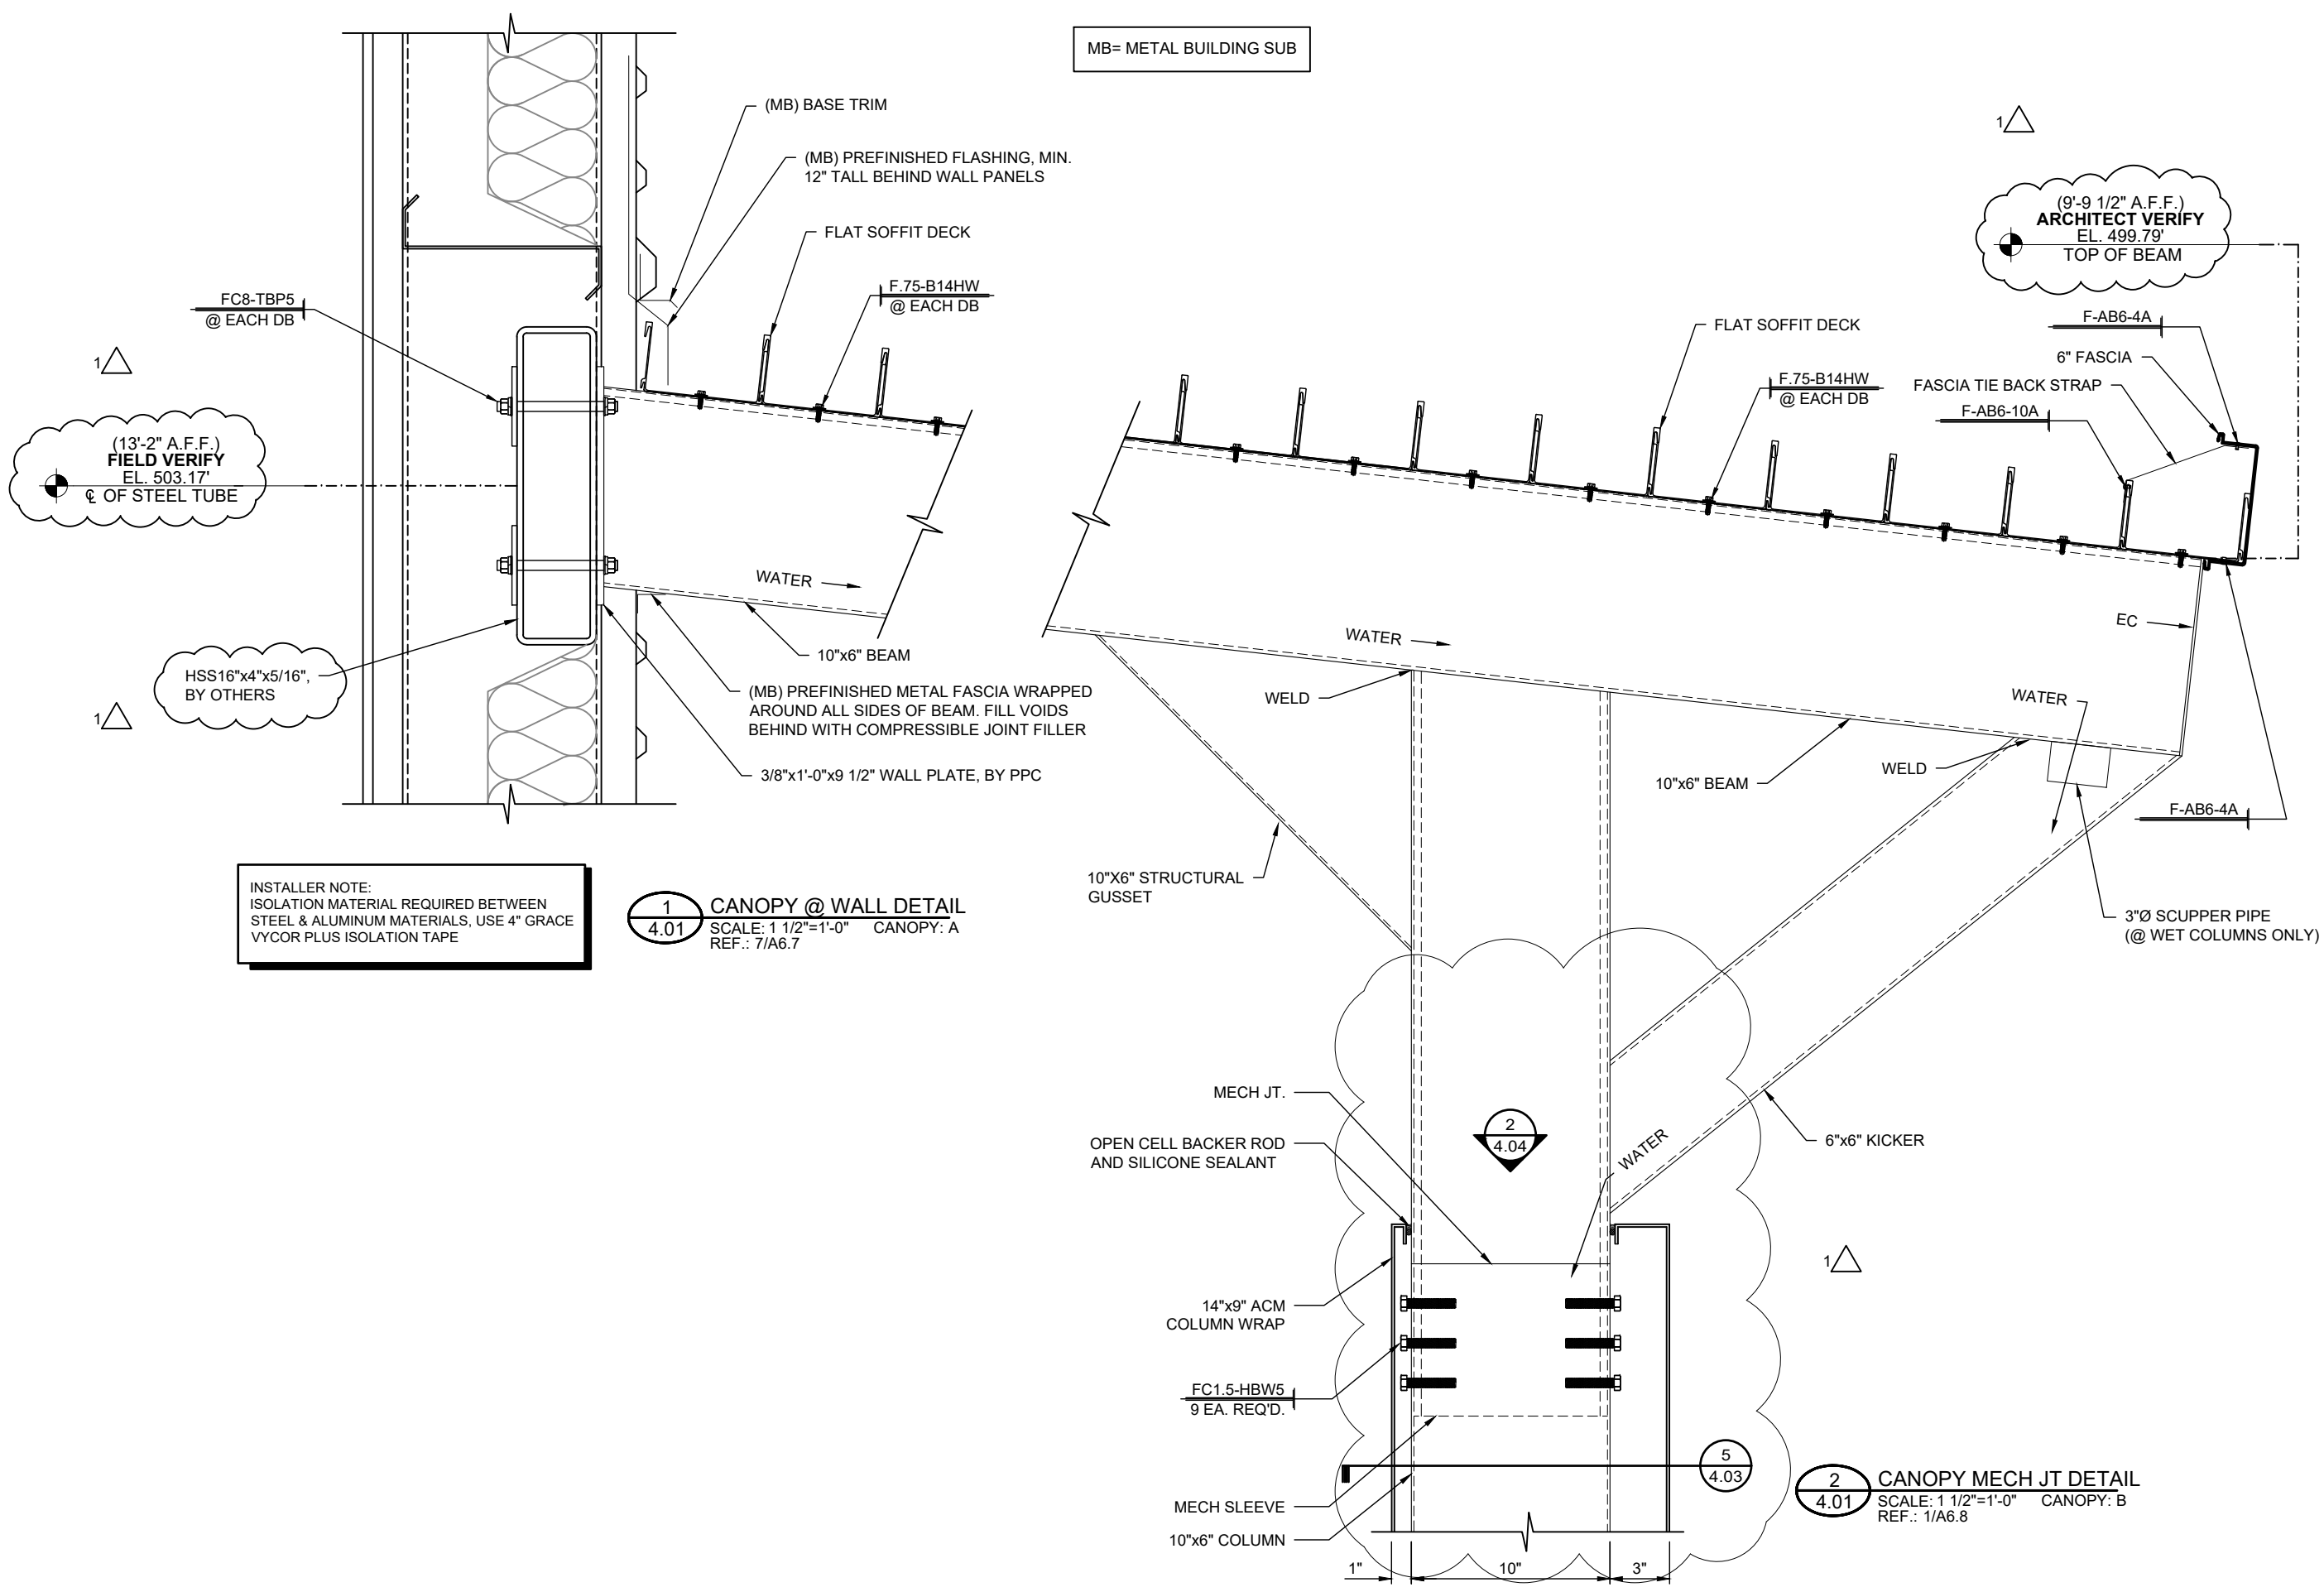 MB= METAL BUILDING SUB
(MB) BASE TRIM
(MB) PREFINISHED FLASHING, MIN.
12" TALL BEHIND WALL PANELS
FLAT SOFFIT DECK
F.75-B14HW
@ EACH DB
FC8-TBP5
@ EACH DB
1
(13'-2" A.F.F.)
FIELD VERIFY
EL. 503.17'
℄ OF STEEL TUBE
HSS16"x4"x5/16",
BY OTHERS
1
WATER
10"x6" BEAM
(MB) PREFINISHED METAL FASCIA WRAPPED
AROUND ALL SIDES OF BEAM. FILL VOIDS
BEHIND WITH COMPRESSIBLE JOINT FILLER
3/8"x1'-0"x9 1/2" WALL PLATE, BY PPC
INSTALLER NOTE:
ISOLATION MATERIAL REQUIRED BETWEEN
STEEL & ALUMINUM MATERIALS, USE 4" GRACE
VYCOR PLUS ISOLATION TAPE
1
4.01
CANOPY @ WALL DETAIL
SCALE: 1 1/2"=1'-0" CANOPY: A
REF.: 7/A6.7
1
(9'-9 1/2" A.F.F.)
ARCHITECT VERIFY
EL. 499.79'
TOP OF BEAM
FLAT SOFFIT DECK
F-AB6-4A
6" FASCIA
F.75-B14HW
@ EACH DB
FASCIA TIE BACK STRAP
F-AB6-10A
WATER
EC
WELD
WATER
10"x6" BEAM
WELD
F-AB6-4A
10"X6" STRUCTURAL
GUSSET
3"Ø SCUPPER PIPE
(@ WET COLUMNS ONLY)
MECH JT.
OPEN CELL BACKER ROD
AND SILICONE SEALANT
2
4.04
WATER
6"x6" KICKER
1
14"x9" ACM
COLUMN WRAP
FC1.5-HBW5
9 EA. REQ'D.
5
4.03
MECH SLEEVE
10"x6" COLUMN
1"
10"
3"
2
4.01
CANOPY MECH JT DETAIL
SCALE: 1 1/2"=1'-0" CANOPY: B
REF.: 1/A6.8